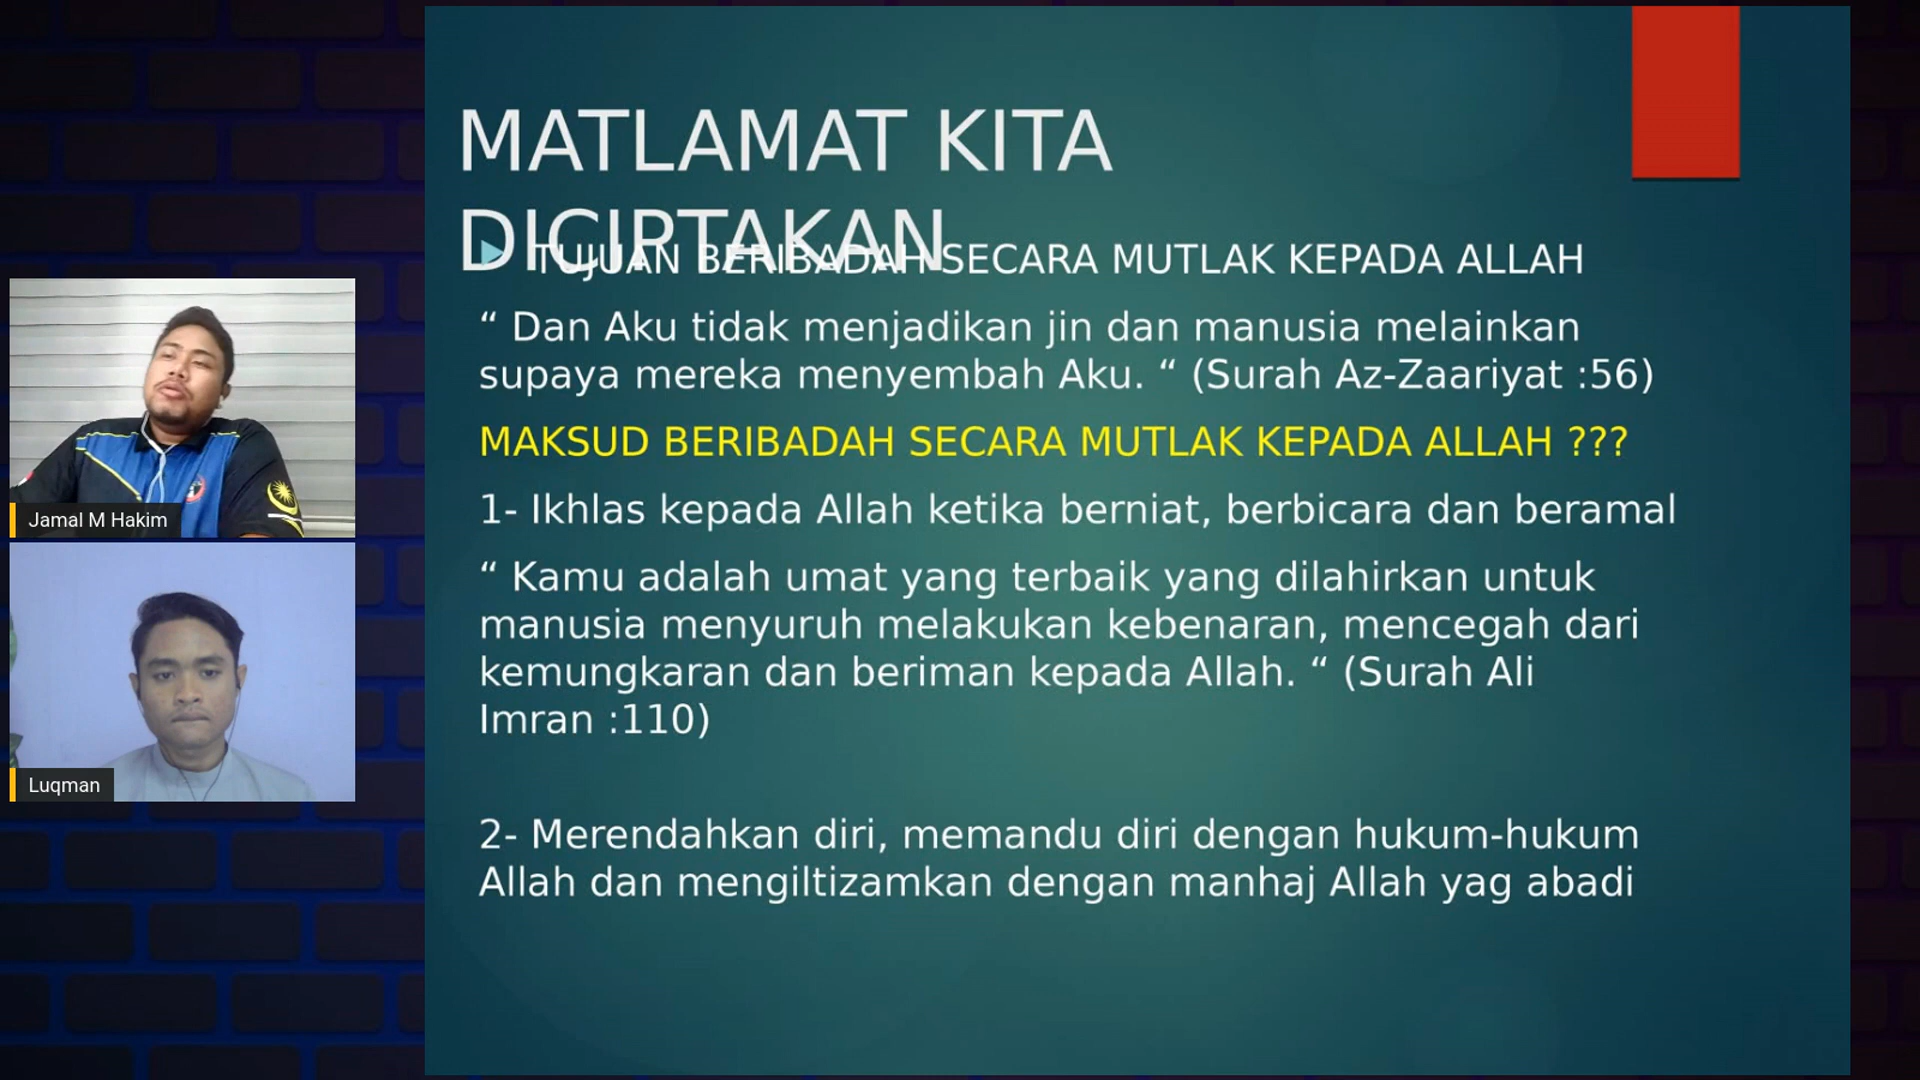 MATLAMAT KITA
DICIPTAKAN
TUJUAN BERIBADAH SECARA MUTLAK KEPADA ALLAH
“ Dan Aku tidak menjadikan jin dan manusia melainkan
supaya mereka menyembah Aku. “ (Surah Az-Zaariyat :56)
MAKSUD BERIBADAH SECARA MUTLAK KEPADA ALLAH ???
1- Ikhlas kepada Allah ketika berniat, berbicara dan beramal
“ Kamu adalah umat yang terbaik yang dilahirkan untuk
manusia menyuruh melakukan kebenaran, mencegah dari
kemungkaran dan beriman kepada Allah. “ (Surah Ali
Imran :110)
2- Merendahkan diri, memandu diri dengan hukum-hukum
Allah dan mengiltizamkan dengan manhaj Allah yag abadi
Jamal M Hakim
Luqman